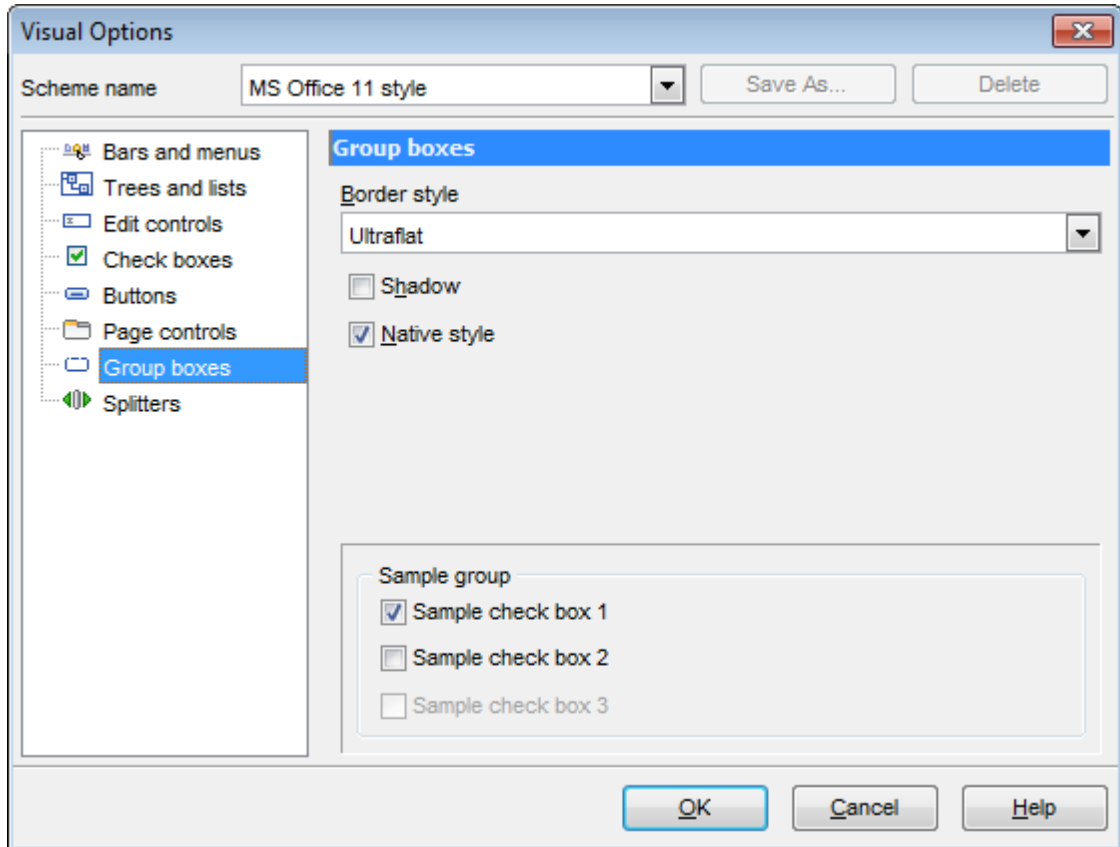 Visual Options
Scheme name
MS Office 11 style
Save As...
Delete
Bars and menus
Trees and lists
Edit controls
Check boxes
Buttons
Page controls
Group boxes
Splitters
Group boxes
Border style
Ultraflat
Shadow
Native style
Sample group
Sample check box 1
Sample check box 2
Sample check box 3
OK
Cancel
Help